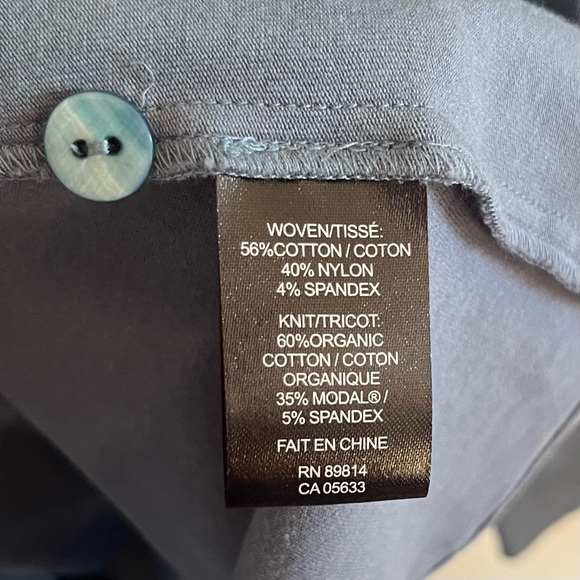 WOVEN/TISSÉ:
56%COTTON / COTON
40% NYLON
4% SPANDEX
KNIT/TRICOT:
60%ORGANIC
COTTON / COTON
ORGANIQUE
35% MODAL® /
5% SPANDEX
FAIT EN CHINE
RN 89814
CA 05633